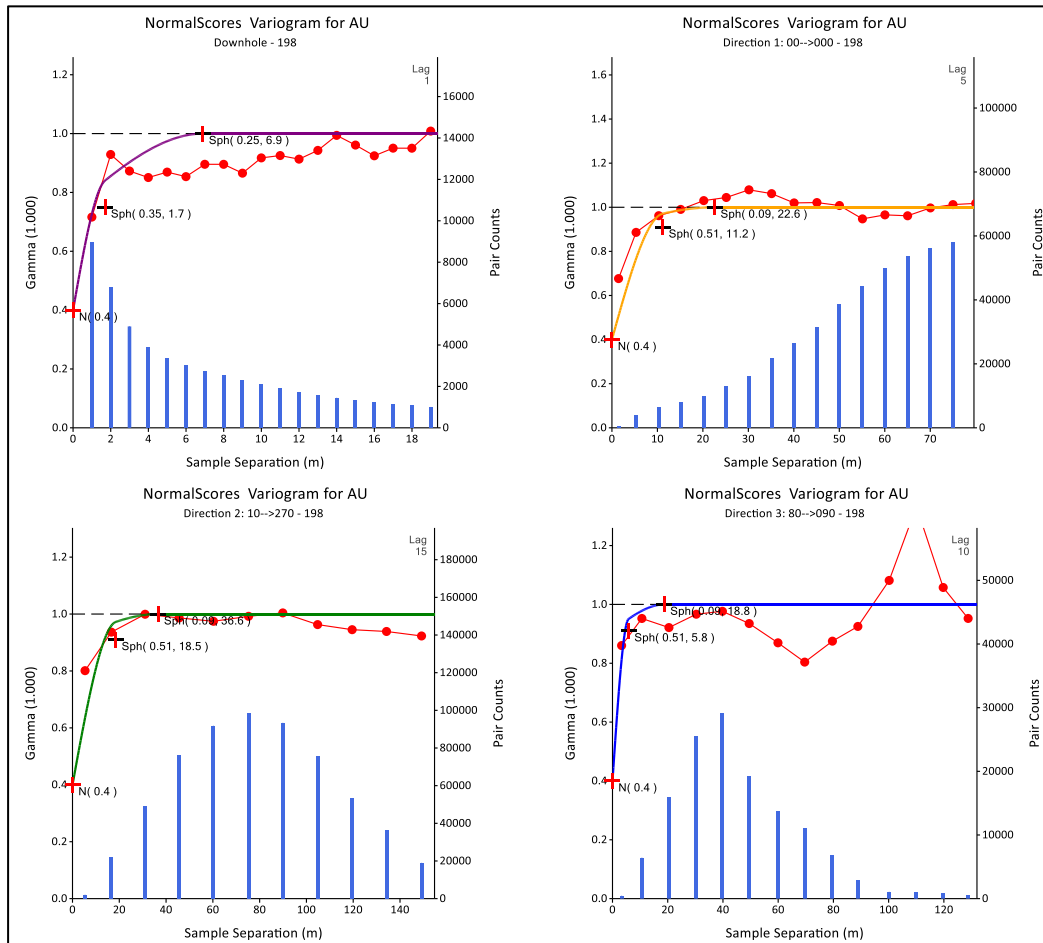 NormalScores Variogram for AU
Downhole - 198
Lag
1
1.2
1.0
0.8
0.6
0.4
0.2
0.0
Gamma (1.000)
Sph( 0.25, 6.9 )
Sph( 0.35, 1.7 )
N( 0.4 )
16000
14000
12000
10000
8000
6000
4000
2000
0
Pair Counts
0 2 4 6 8 10 12 14 16 18
Sample Separation (m)
NormalScores Variogram for AU
Direction 1: 00-->000 - 198
Lag
5
1.6
1.4
1.2
1.0
0.8
0.6
0.4
0.2
0.0
Gamma (1.000)
Sph( 0.09, 22.6 )
Sph( 0.51, 11.2 )
N( 0.4 )
100000
80000
60000
40000
20000
0
Pair Counts
0 10 20 30 40 50 60 70
Sample Separation (m)
NormalScores Variogram for AU
Direction 2: 10-->270 - 198
Lag
15
1.2
1.0
0.8
0.6
0.4
0.2
0.0
Gamma (1.000)
Sph( 0.09, 36.6 )
Sph( 0.51, 18.5 )
N( 0.4 )
180000
160000
140000
120000
100000
80000
60000
40000
20000
0
Pair Counts
0 20 40 60 80 100 120 140
Sample Separation (m)
NormalScores Variogram for AU
Direction 3: 80-->090 - 198
Lag
10
1.2
1.0
0.8
0.6
0.4
0.2
0.0
Gamma (1.000)
Sph( 0.09, 18.8 )
Sph( 0.51, 5.8 )
N( 0.4 )
50000
40000
30000
20000
10000
0
Pair Counts
0 20 40 60 80 100 120
Sample Separation (m)